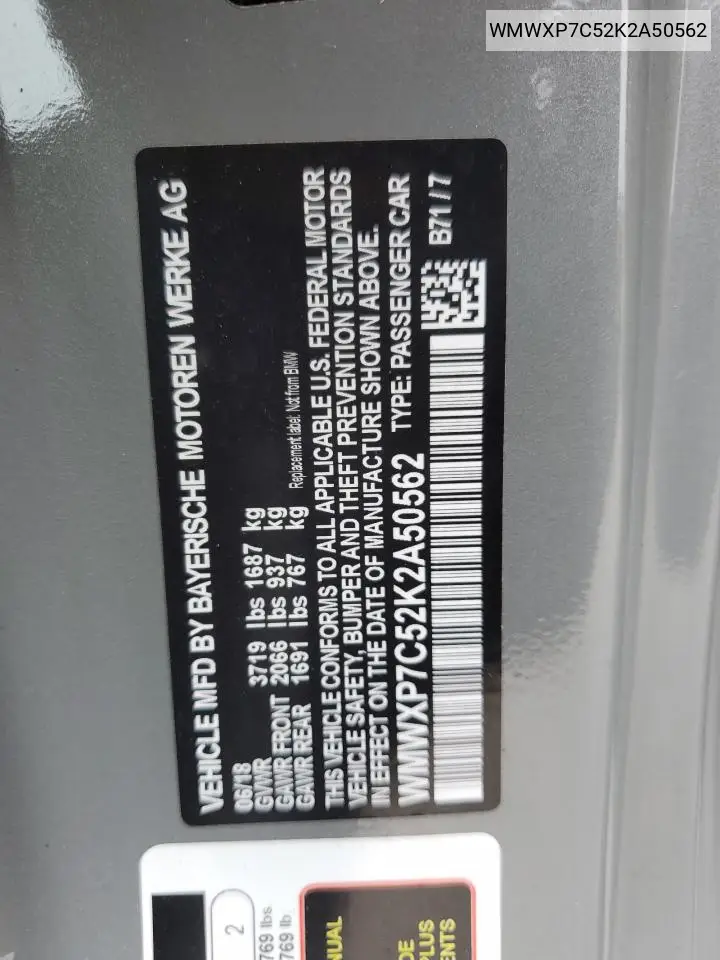 WMWXP7C52K2A50562
VEHICLE MFD BY BAYERISCHE MOTOREN WERKE AG
06/18
GVWR 3719 lbs 1687 kg
GAWR FRONT 2066 lbs 937 kg
GAWR REAR 1691 lbs 767 kg Replacement label: Not from BMW
THIS VEHICLE CONFORMS TO ALL APPLICABLE U.S. FEDERAL MOTOR
VEHICLE SAFETY, BUMPER AND THEFT PREVENTION STANDARDS
IN EFFECT ON THE DATE OF MANUFACTURE SHOWN ABOVE.
WMWXP7C52K2A50562 TYPE: PASSENGER CAR
B71 / 7
2
769 lbs
769 lb
UAL
DE
PLUS
ENTS